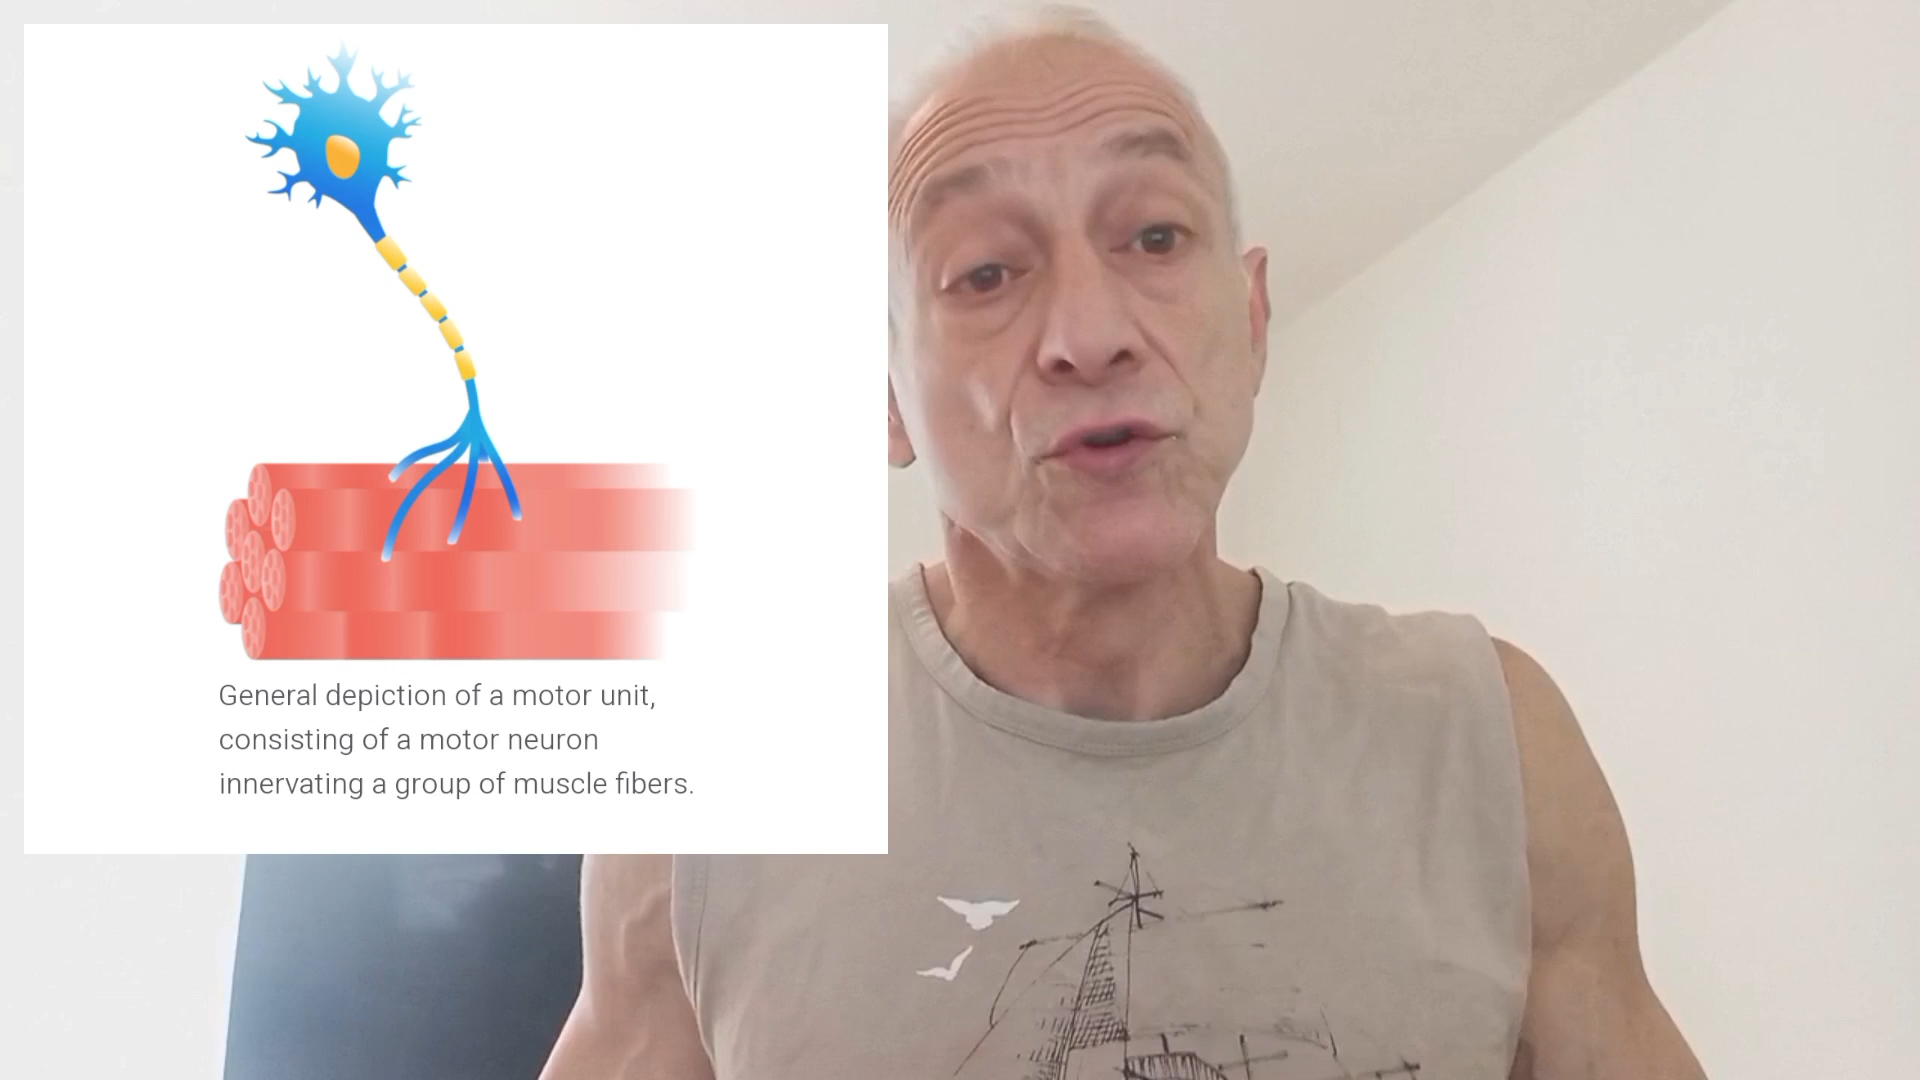 General depiction of a motor unit,
consisting of a motor neuron
innervating a group of muscle fibers.